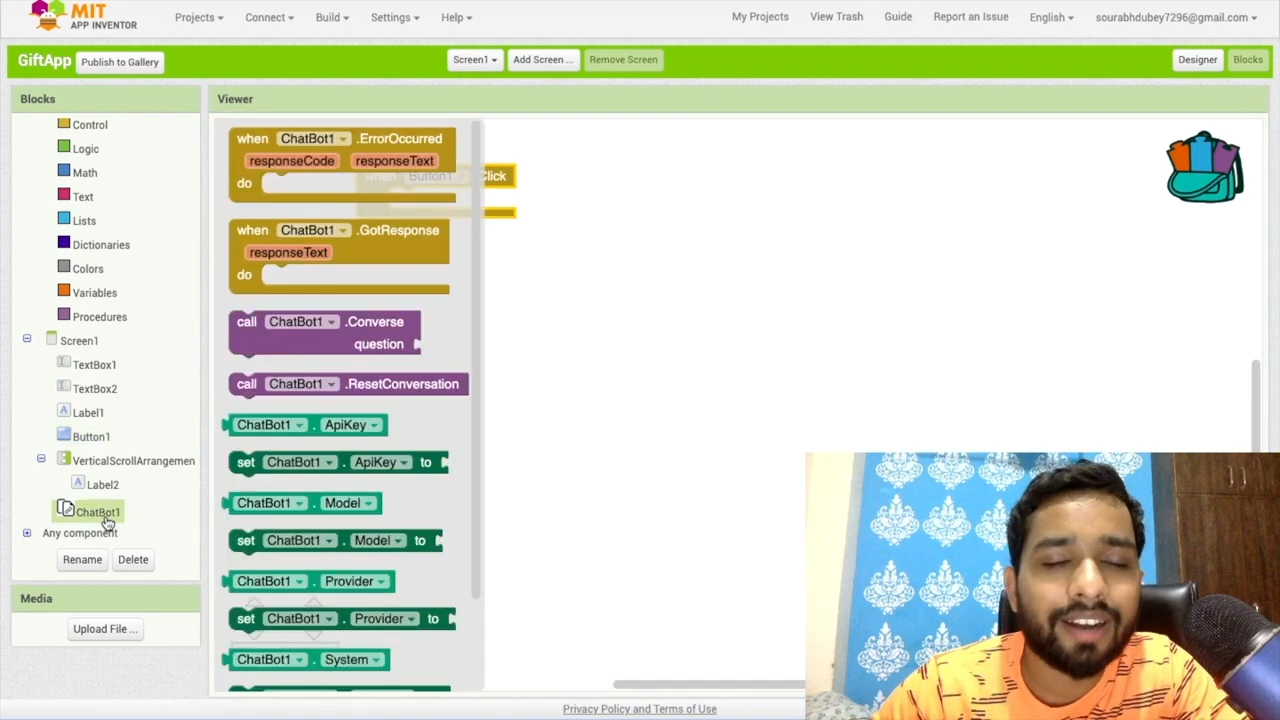 MIT
APP INVENTOR
Projects
Connect
Build
Settings
Help
My Projects
View Trash
Guide
Report an Issue
English
sourabhdubey7296@gmail.com
GiftApp
Publish to Gallery
Screen1
Add Screen ...
Remove Screen
Designer
Blocks
Blocks
Viewer
Control
Logic
Math
Text
Lists
Dictionaries
Colors
Variables
Procedures
Screen1
TextBox1
TextBox2
Label1
Button1
VerticalScrollArrangemen
Label2
ChatBot1
Any component
Rename
Delete
Media
Upload File ...
when ChatBot1 .ErrorOccurred
responseCode responseText
do
when Button1 .Click
when ChatBot1 .GotResponse
responseText
do
call ChatBot1 .Converse
question
call ChatBot1 .ResetConversation
ChatBot1 . ApiKey
set ChatBot1 . ApiKey to
ChatBot1 . Model
set ChatBot1 . Model to
ChatBot1 . Provider
set ChatBot1 . Provider to
ChatBot1 . System
Privacy Policy and Terms of Use